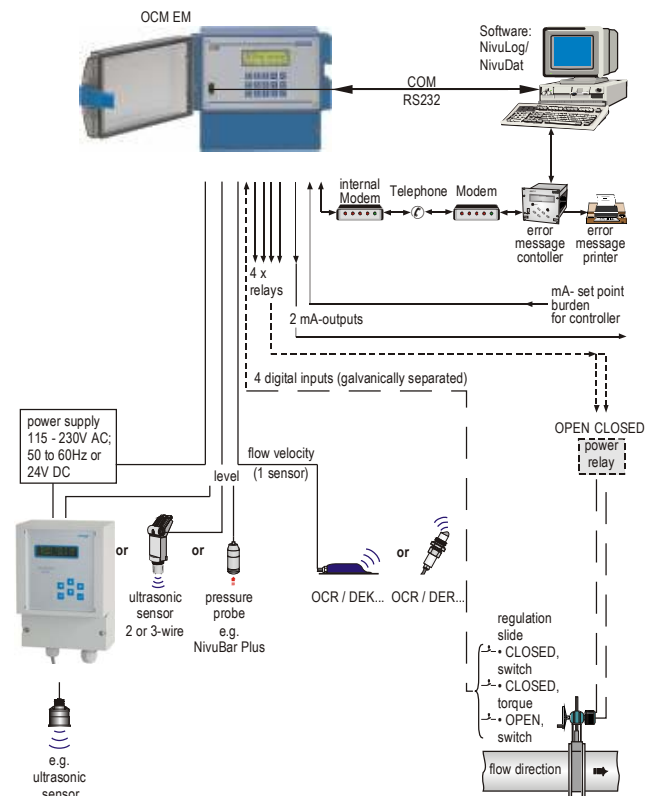 OCM EM
Software:
NivuLog/
NivuDat
COM
RS232
internal
Modem
Telephone
Modem
error
message
contoller
error
message
printer
4 x
relays
mA- set point
burden
for controller
2 mA-outputs
4 digital inputs (galvanically separated)
power supply
115 - 230V AC;
50 to 60Hz or
24V DC
OPEN CLOSED
power
relay
flow velocity
(1 sensor)
level
or
or
or
ultrasonic
sensor
2 or 3-wire
pressure
probe
e.g.
NivuBar Plus
OCR / DEK...
OCR / DER...
regulation
slide
• CLOSED,
switch
• CLOSED,
torque
• OPEN,
switch
flow direction
e.g.
ultrasonic
sensor